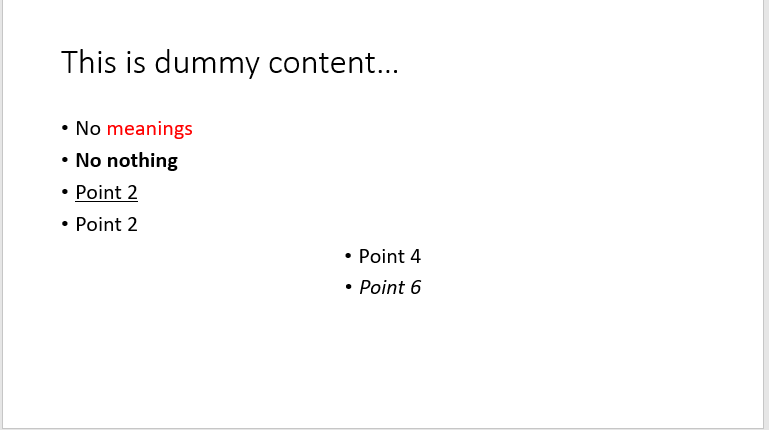 This is dummy content...
• No meanings
• No nothing
• Point 2
• Point 2
• Point 4
• Point 6